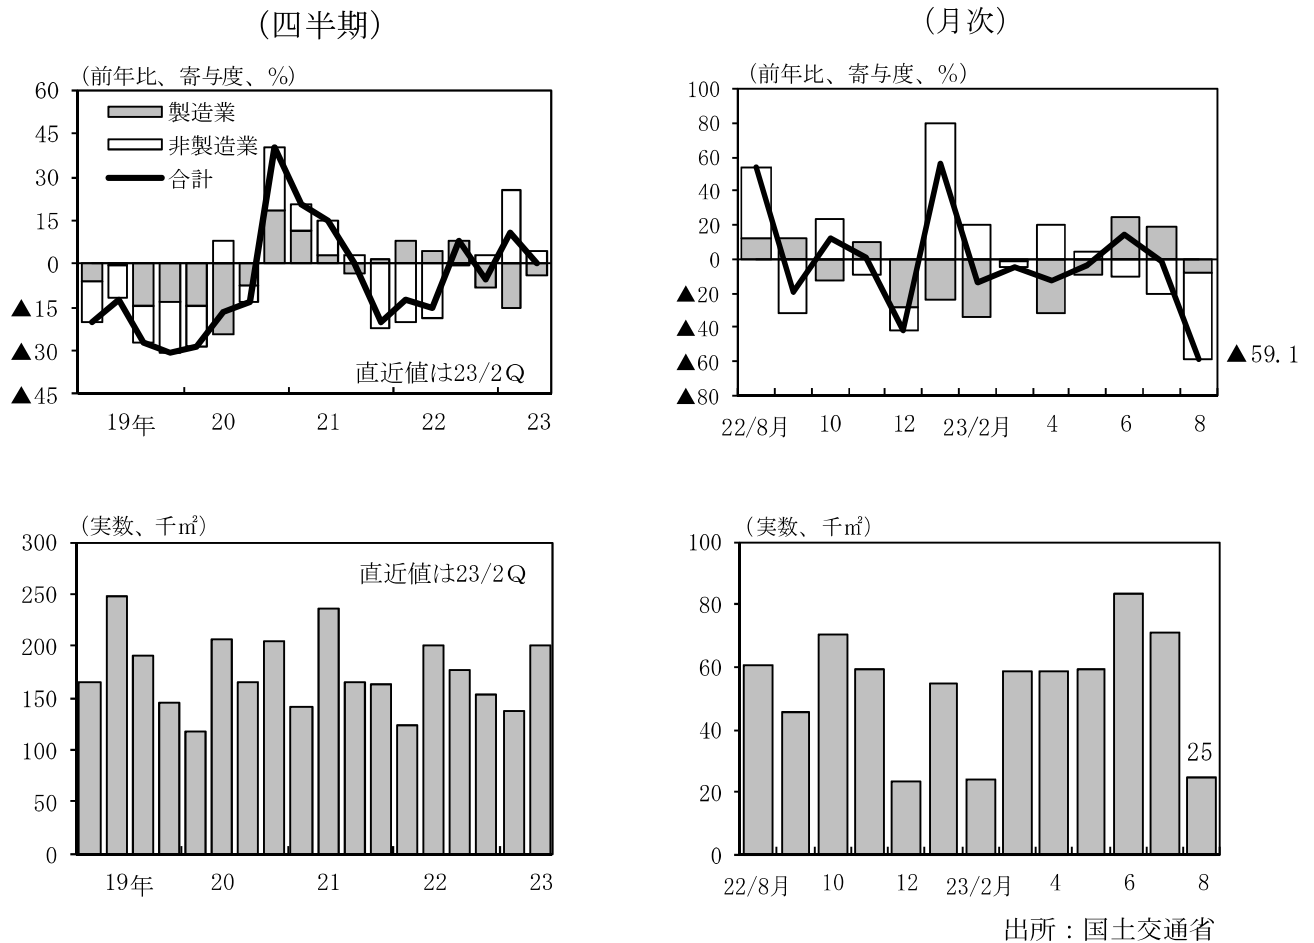 （四半期）
（前年比、寄与度、％）
60
45
30
15
0
▲15
▲30
▲45
製造業
非製造業
合計
直近値は23/2Q
19年 20 21 22 23
（月次）
（前年比、寄与度、％）
100
80
60
40
20
0
▲20
▲40
▲60
▲80
▲59.1
22/8月 10 12 23/2月 4 6 8
（実数、千㎡）
300
250
200
150
100
50
0
直近値は23/2Q
19年 20 21 22 23
（実数、千㎡）
100
80
60
40
20
0
25
22/8月 10 12 23/2月 4 6 8
出所：国土交通省